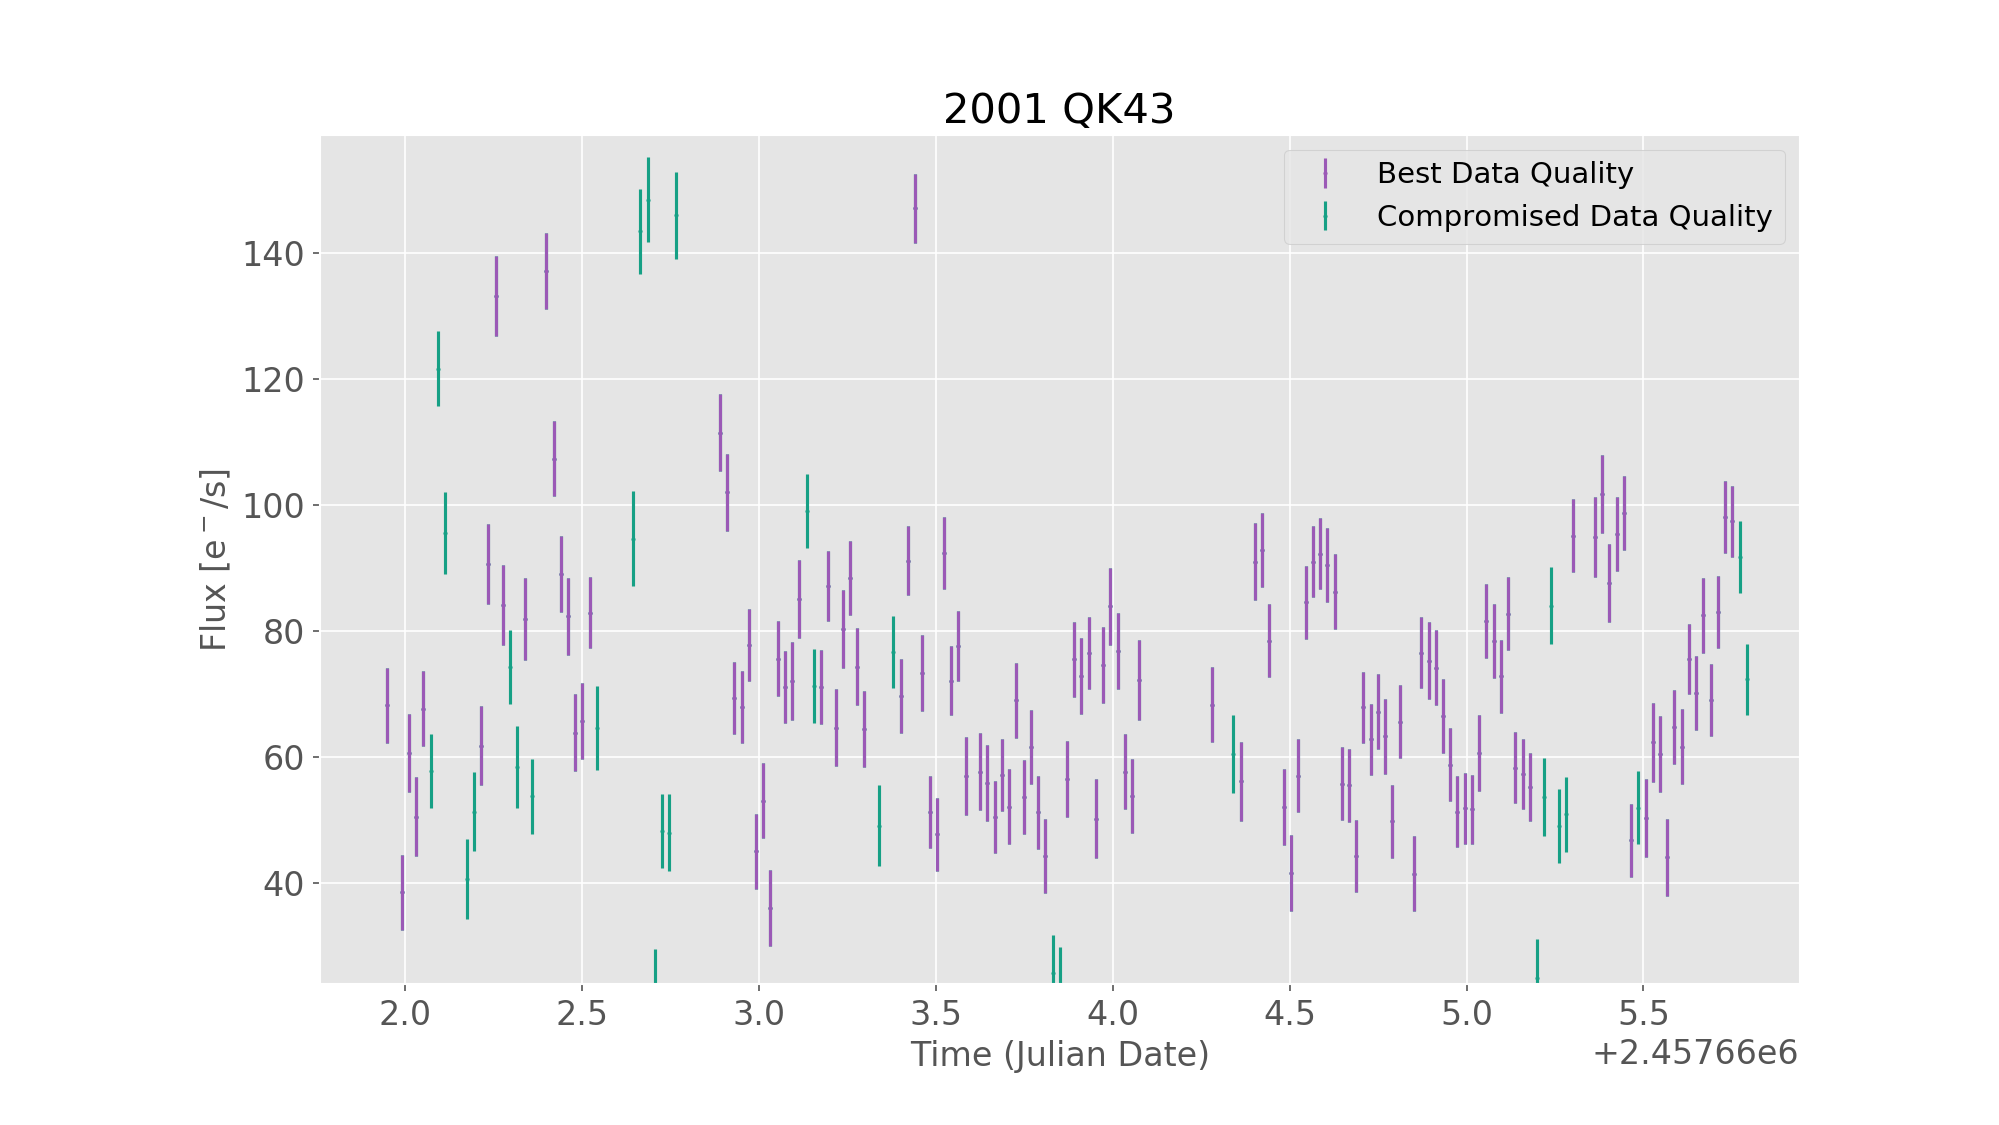 2001 QK43
Best Data Quality
Compromised Data Quality
Flux [e⁻/s]
140
120
100
80
60
40
2.0 2.5 3.0 3.5 4.0 4.5 5.0 5.5
Time (Julian Date)
+2.45766e6